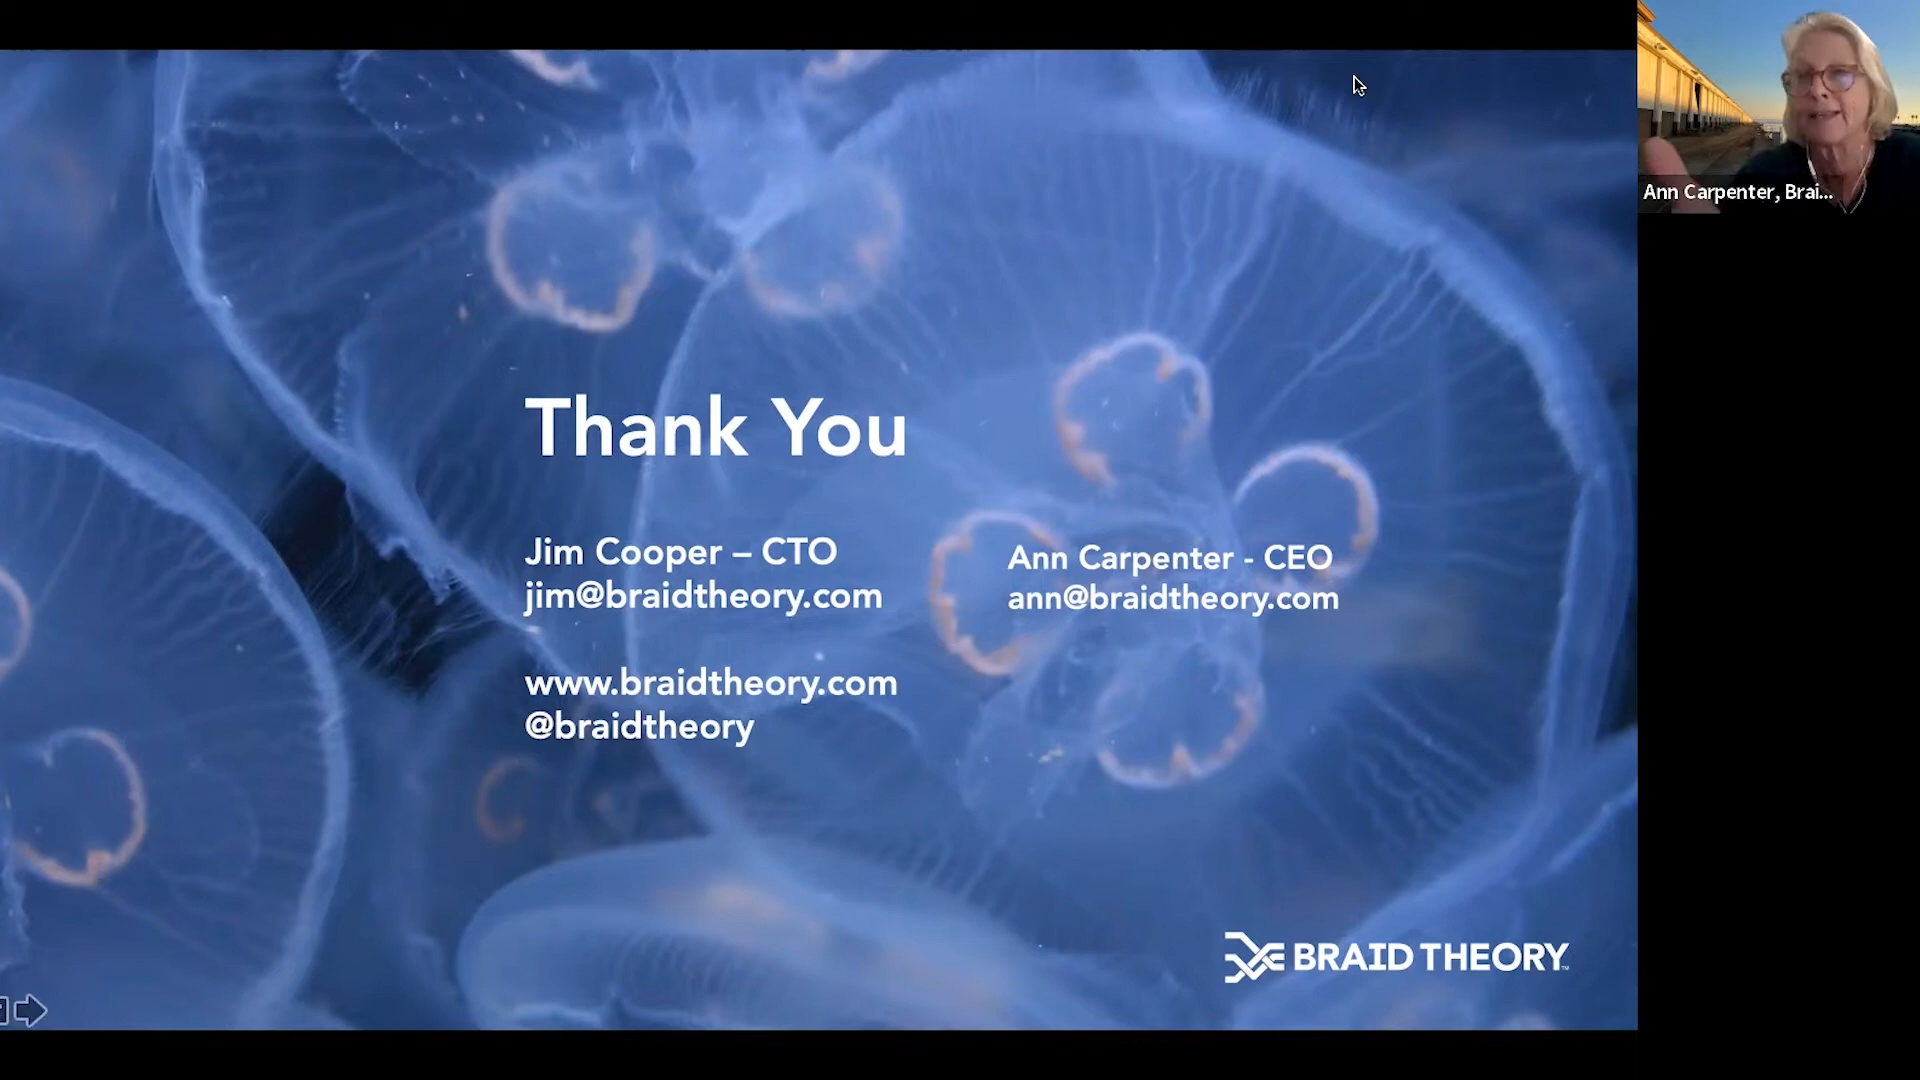 Thank You
Jim Cooper – CTO
jim@braidtheory.com
Ann Carpenter - CEO
ann@braidtheory.com
www.braidtheory.com
@braidtheory
BRAID THEORY™
Ann Carpenter, Brai...